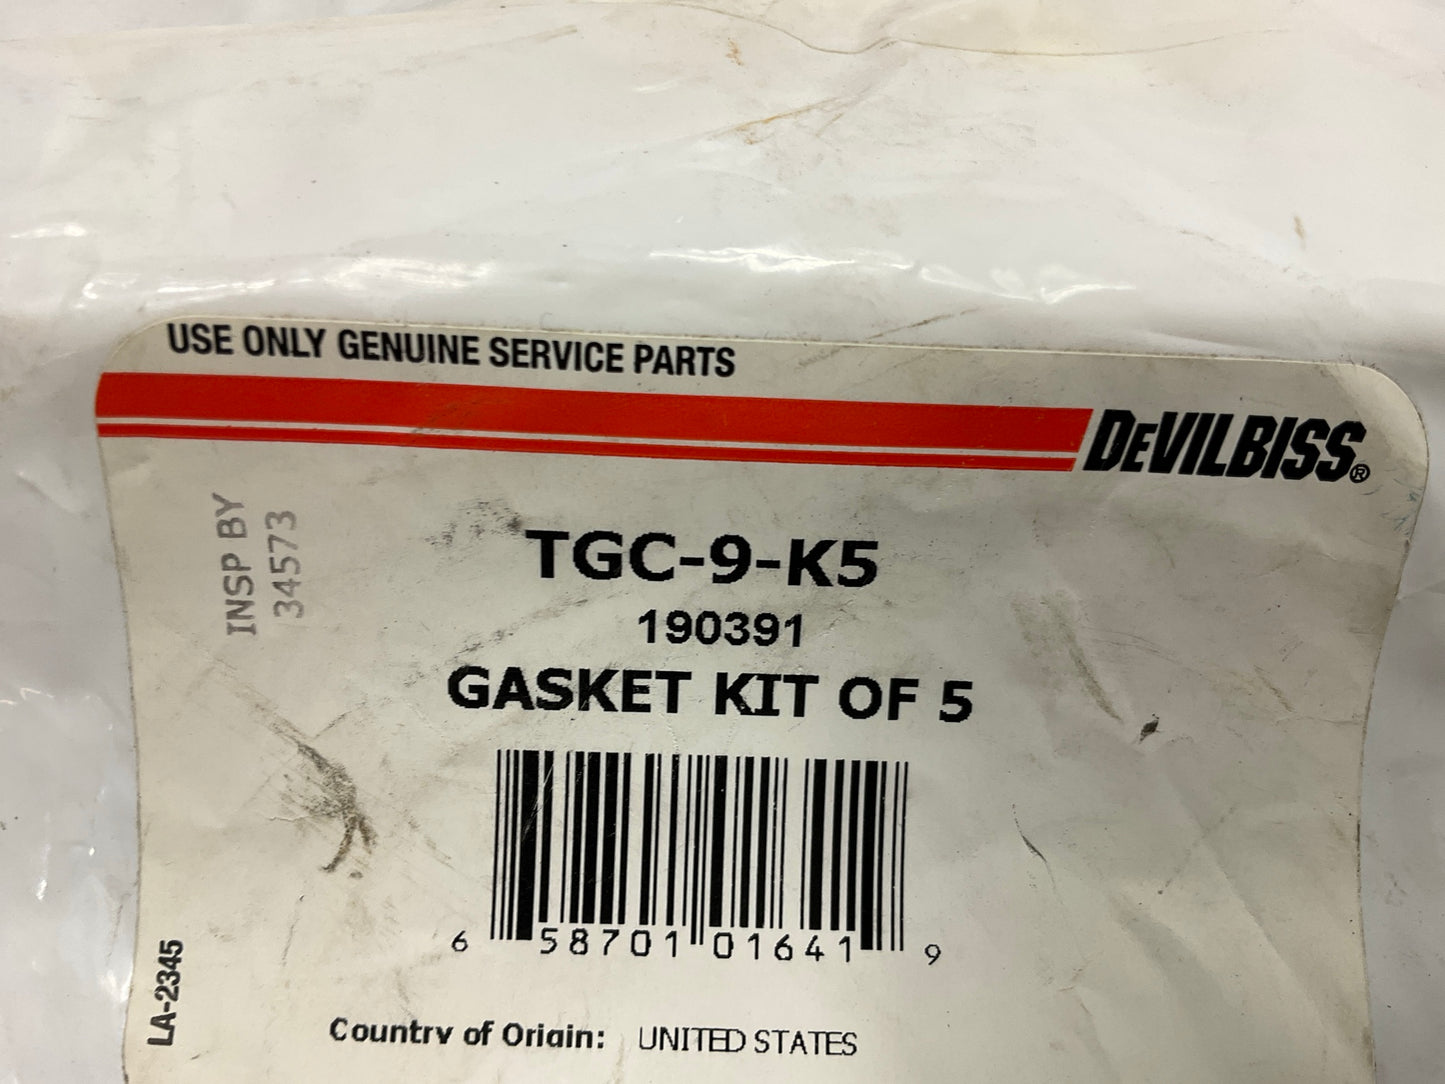 USE ONLY GENUINE SERVICE PARTS
DEVILBISS®
INSP BY
34573
TGC-9-K5
190391
GASKET KIT OF 5
6 58701 01641 9
LA-2345
Country of Origin: UNITED STATES